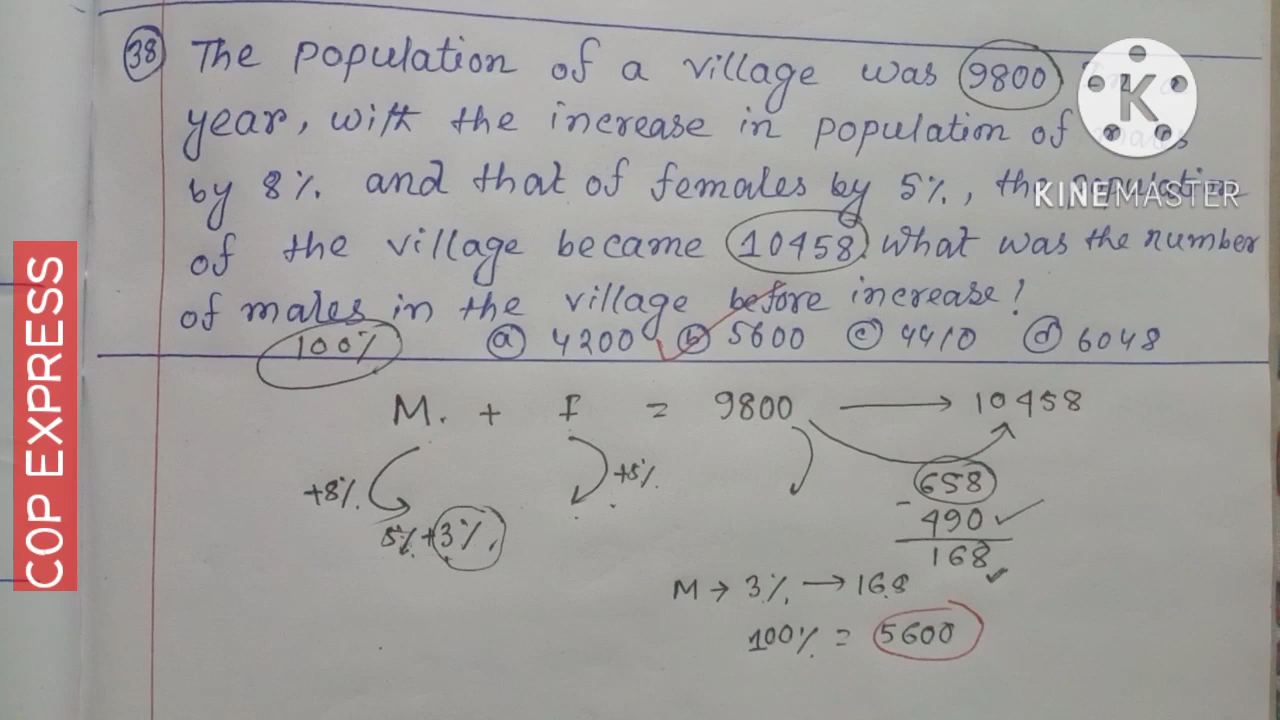 38 The population of a village was 9800
year, with the increase in population of males
by 8% and that of females by 5%, the population
of the village became 10458. what was the number
of males in the village before increase?
100% (a) 4200 (b) 5600 (c) 4410 (d) 6048
M. + F = 9800 → 10458
+8% +5% 658
5% + 3% - 490
168
M → 3% → 168
100% = 5600
COP EXPRESS
K
KINEMASTER